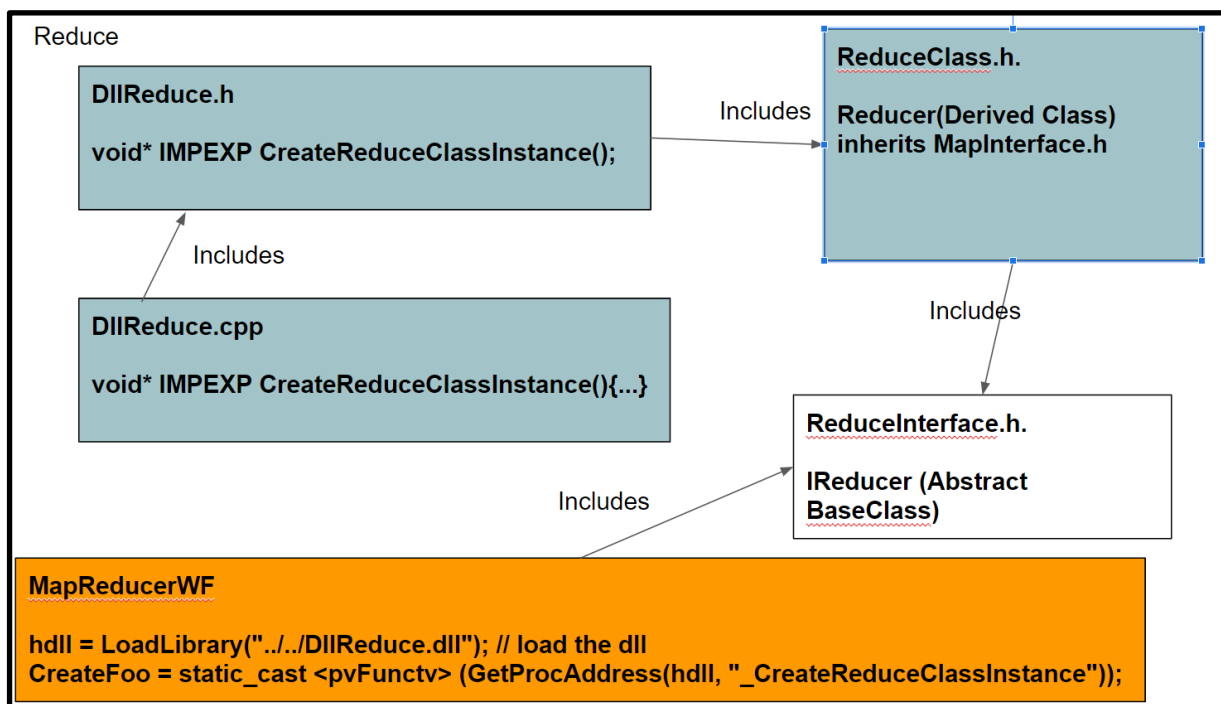 Reduce
DllReduce.h
void* IMPEXP CreateReduceClassInstance();
Includes
ReduceClass.h.
Reducer(Derived Class)
inherits MapInterface.h
Includes
DllReduce.cpp
void* IMPEXP CreateReduceClassInstance(){...}
Includes
ReduceInterface.h.
IReducer (Abstract
BaseClass)
Includes
MapReducerWF
hdll = LoadLibrary("../../DllReduce.dll"); // load the dll
CreateFoo = static_cast <pvFunctv> (GetProcAddress(hdll, "_CreateReduceClassInstance"));